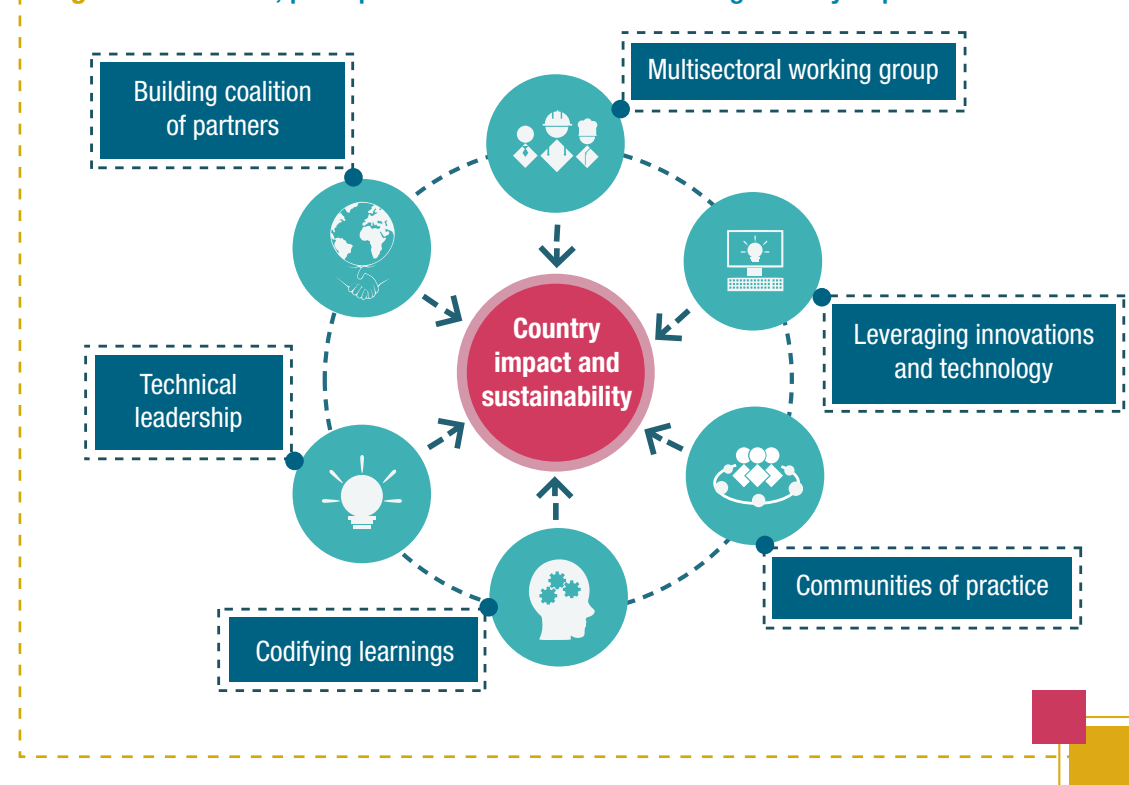 Multisectoral working group
Building coalition
of partners
Leveraging innovations
and technology
Country
impact and
sustainability
Technical
leadership
Communities of practice
Codifying learnings